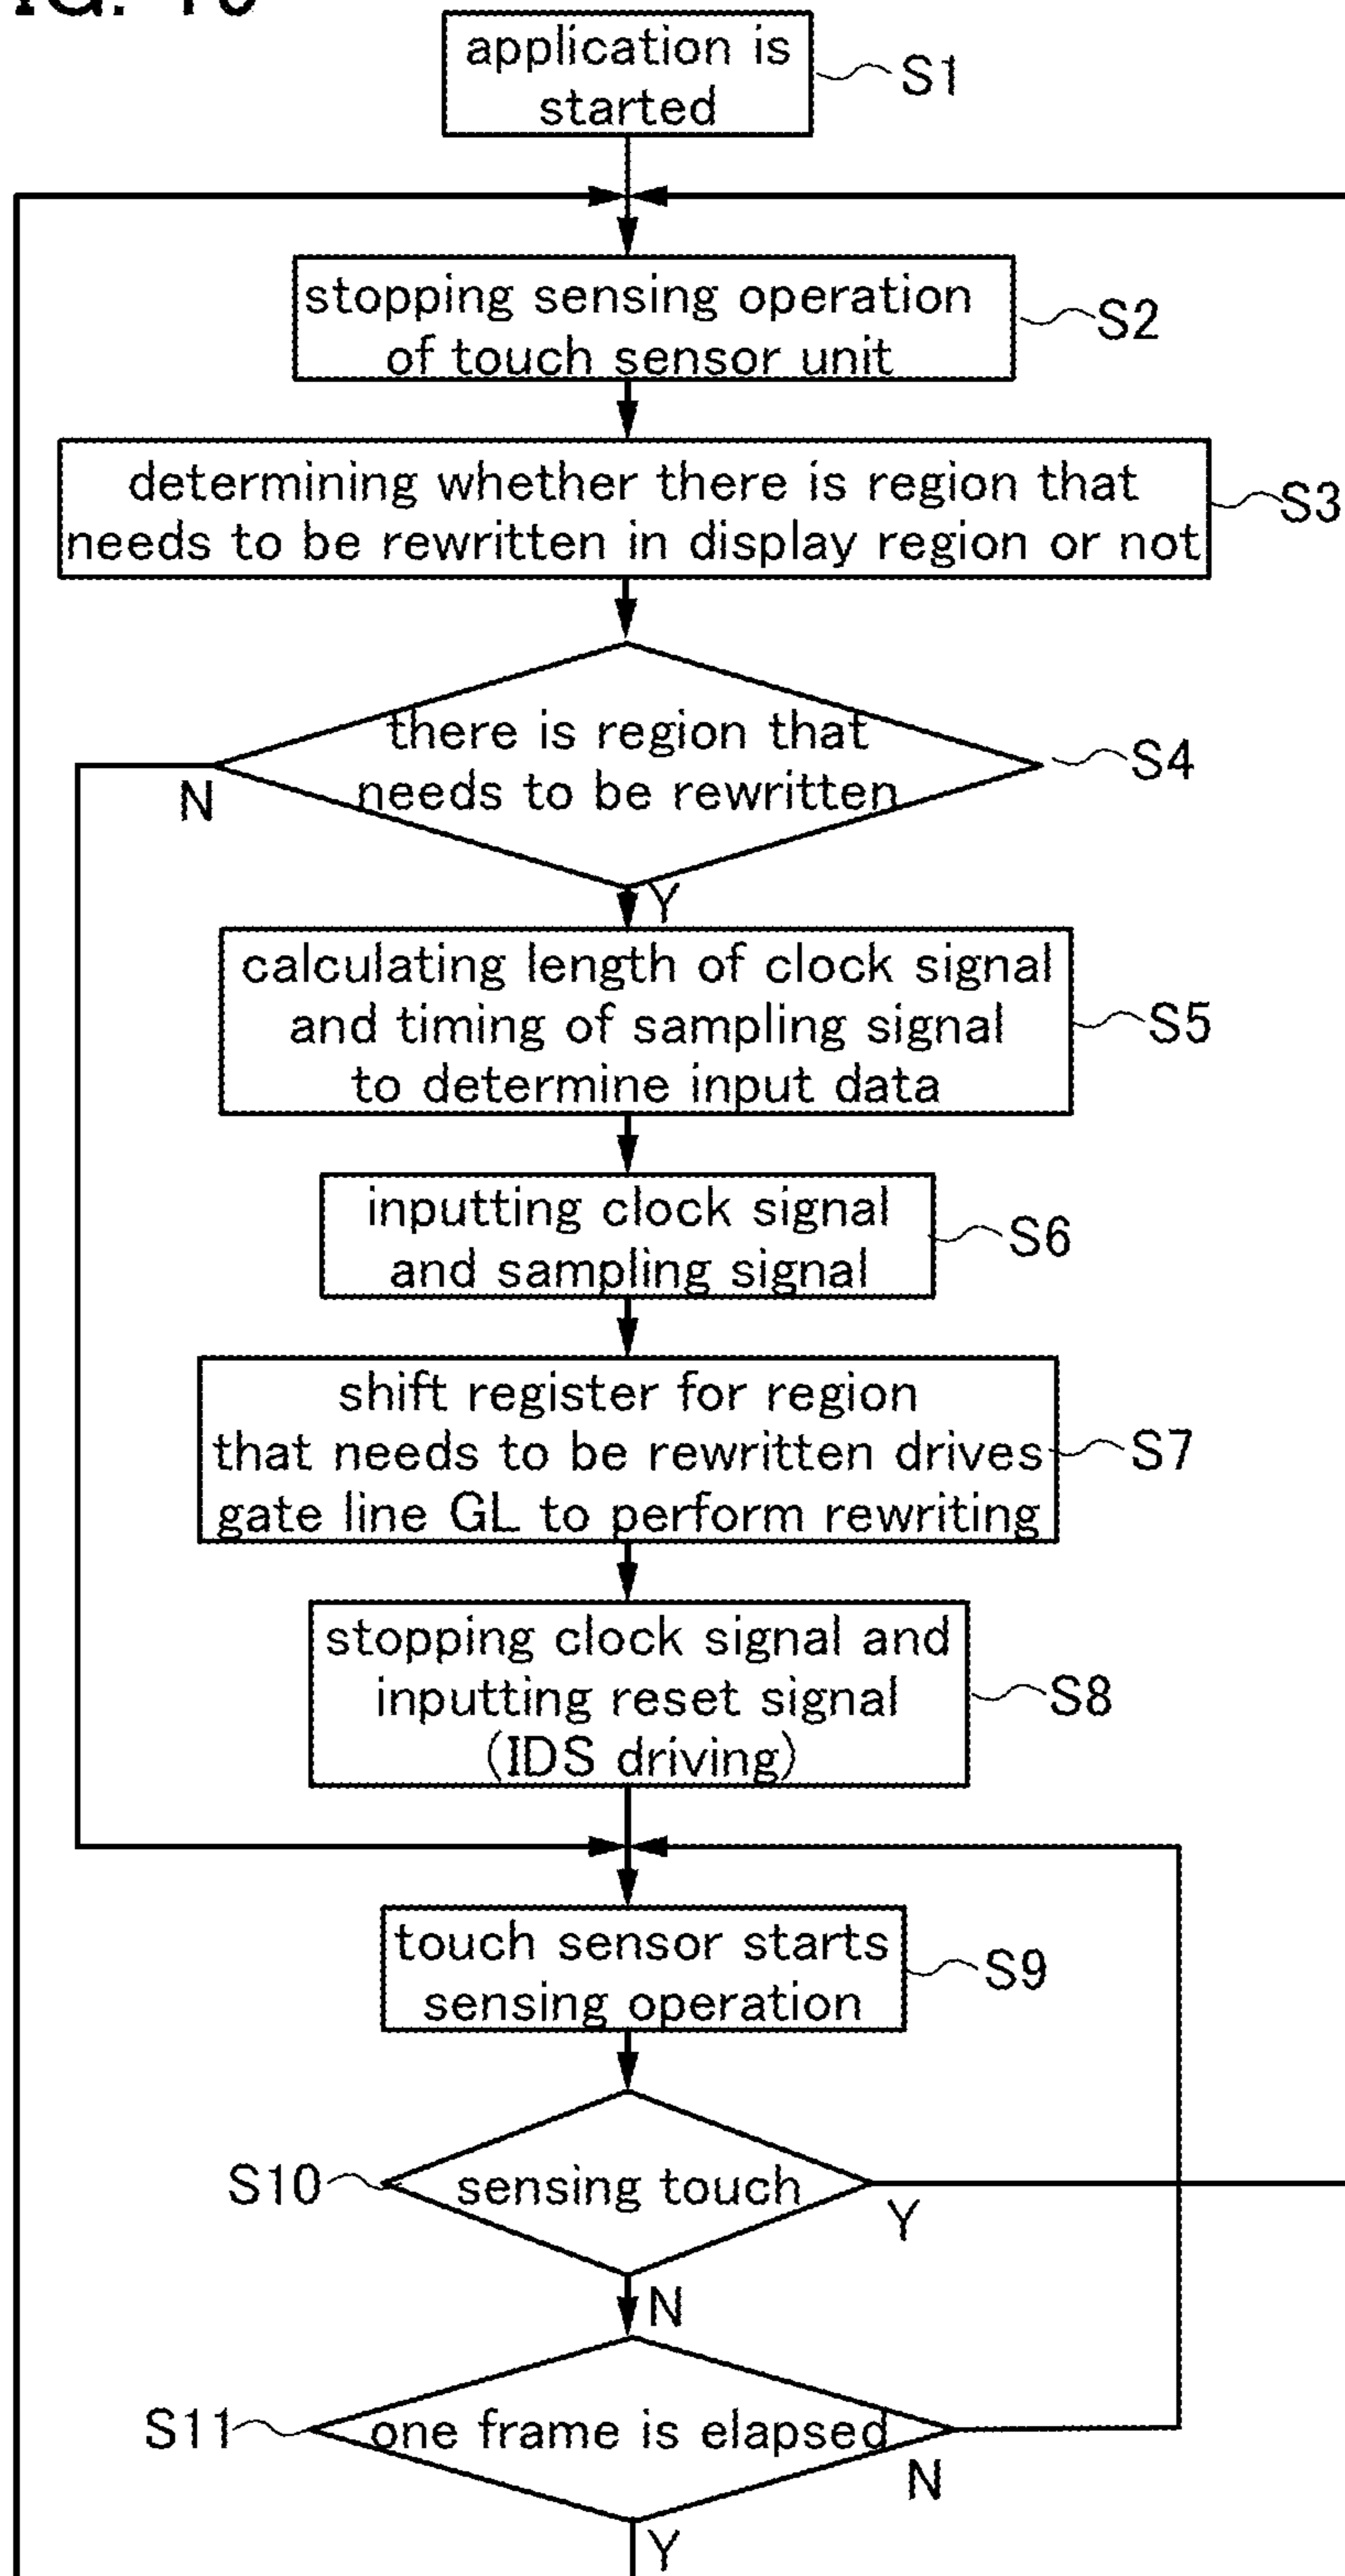 application is
started
S1
stopping sensing operation
of touch sensor unit
S2
determining whether there is region that
needs to be rewritten in display region or not
S3
there is region that
needs to be rewritten
S4
N
Y
calculating length of clock signal
and timing of sampling signal
to determine input data
S5
inputting clock signal
and sampling signal
S6
shift register for region
that needs to be rewritten drives
gate line GL to perform rewriting
S7
stopping clock signal and
inputting reset signal
(IDS driving)
S8
touch sensor starts
sensing operation
S9
S10
sensing touch
Y
N
S11
one frame is elapsed
N
Y